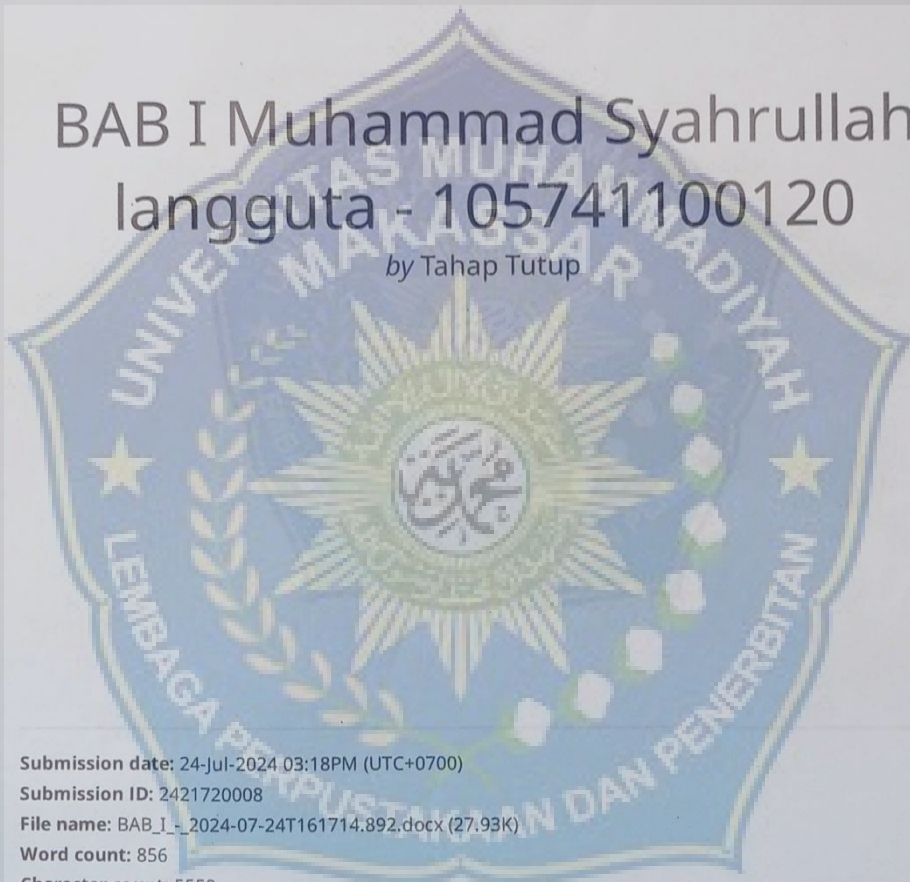 BAB I Muhammad Syahrullah
langguta - 105741100120
by Tahap Tutup
UNIVERSITAS MUHAMMADIYAH
MAKASSAR
LEMBAGA PERPUSTAKAAN DAN PENERBITAN
Submission date: 24-Jul-2024 03:18PM (UTC+0700)
Submission ID: 2421720008
File name: BAB_I_-_2024-07-24T161714.892.docx (27.93K)
Word count: 856